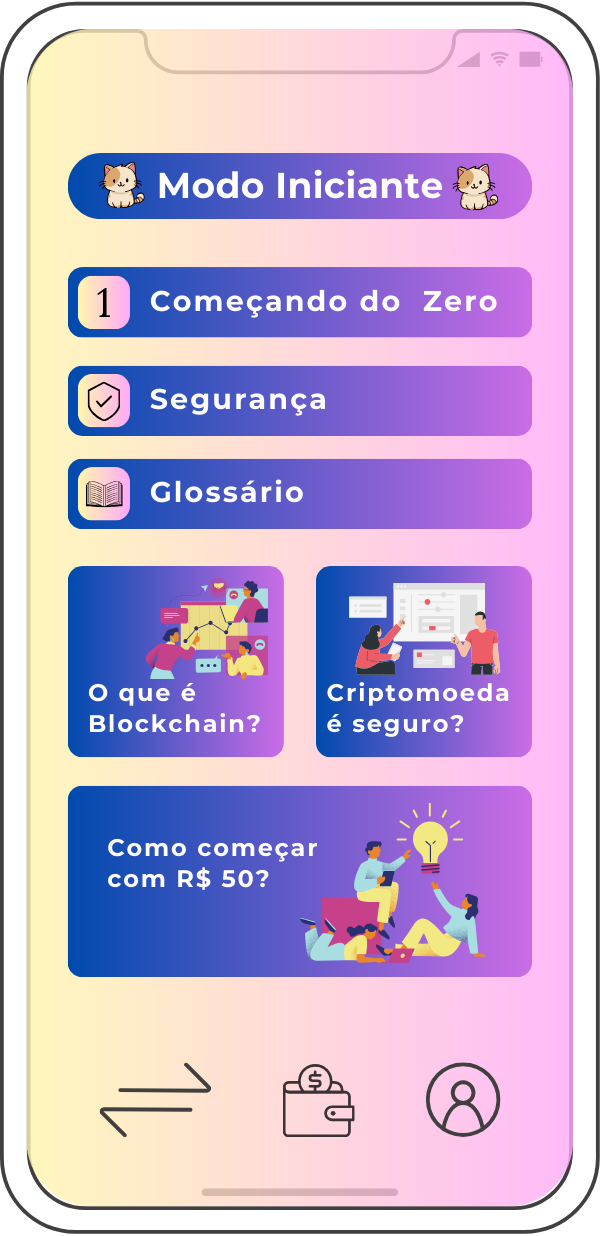 Modo Iniciante
1
Começando do Zero
Segurança
Glossário
O que é
Blockchain?
Criptomoeda
é seguro?
Como começar
com R$ 50?
$